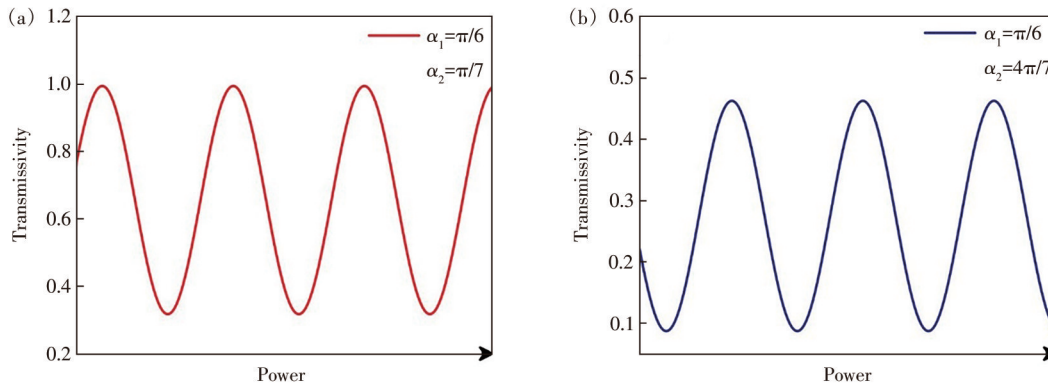 (a)
1.2
1.0
0.8
0.6
0.4
0.2
Transmissivity
Power
α₁=π/6
α₂=π/7
(b)
0.6
0.5
0.4
0.3
0.2
0.1
Transmissivity
Power
α₁=π/6
α₂=4π/7